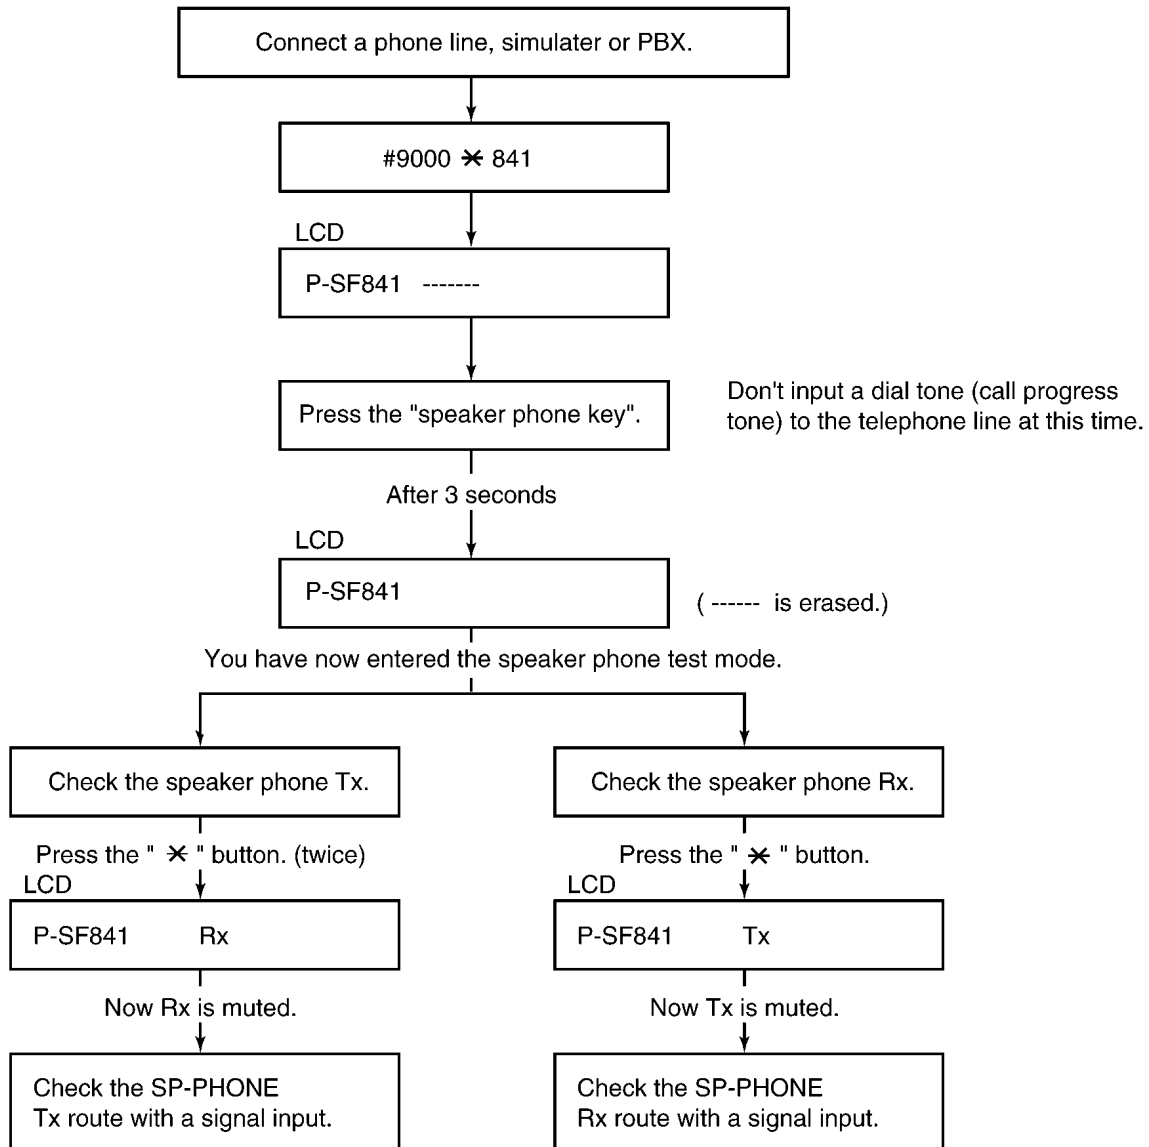 Connect a phone line, simulater or PBX.
#9000 * 841
LCD
P-SF841 -------
Press the "speaker phone key".
Don't input a dial tone (call progress
tone) to the telephone line at this time.
After 3 seconds
LCD
P-SF841
( ------ is erased.)
You have now entered the speaker phone test mode.
Check the speaker phone Tx.
Press the " * " button. (twice)
LCD
P-SF841 Rx
Now Rx is muted.
Check the SP-PHONE
Tx route with a signal input.
Check the speaker phone Rx.
Press the " * " button.
LCD
P-SF841 Tx
Now Tx is muted.
Check the SP-PHONE
Rx route with a signal input.